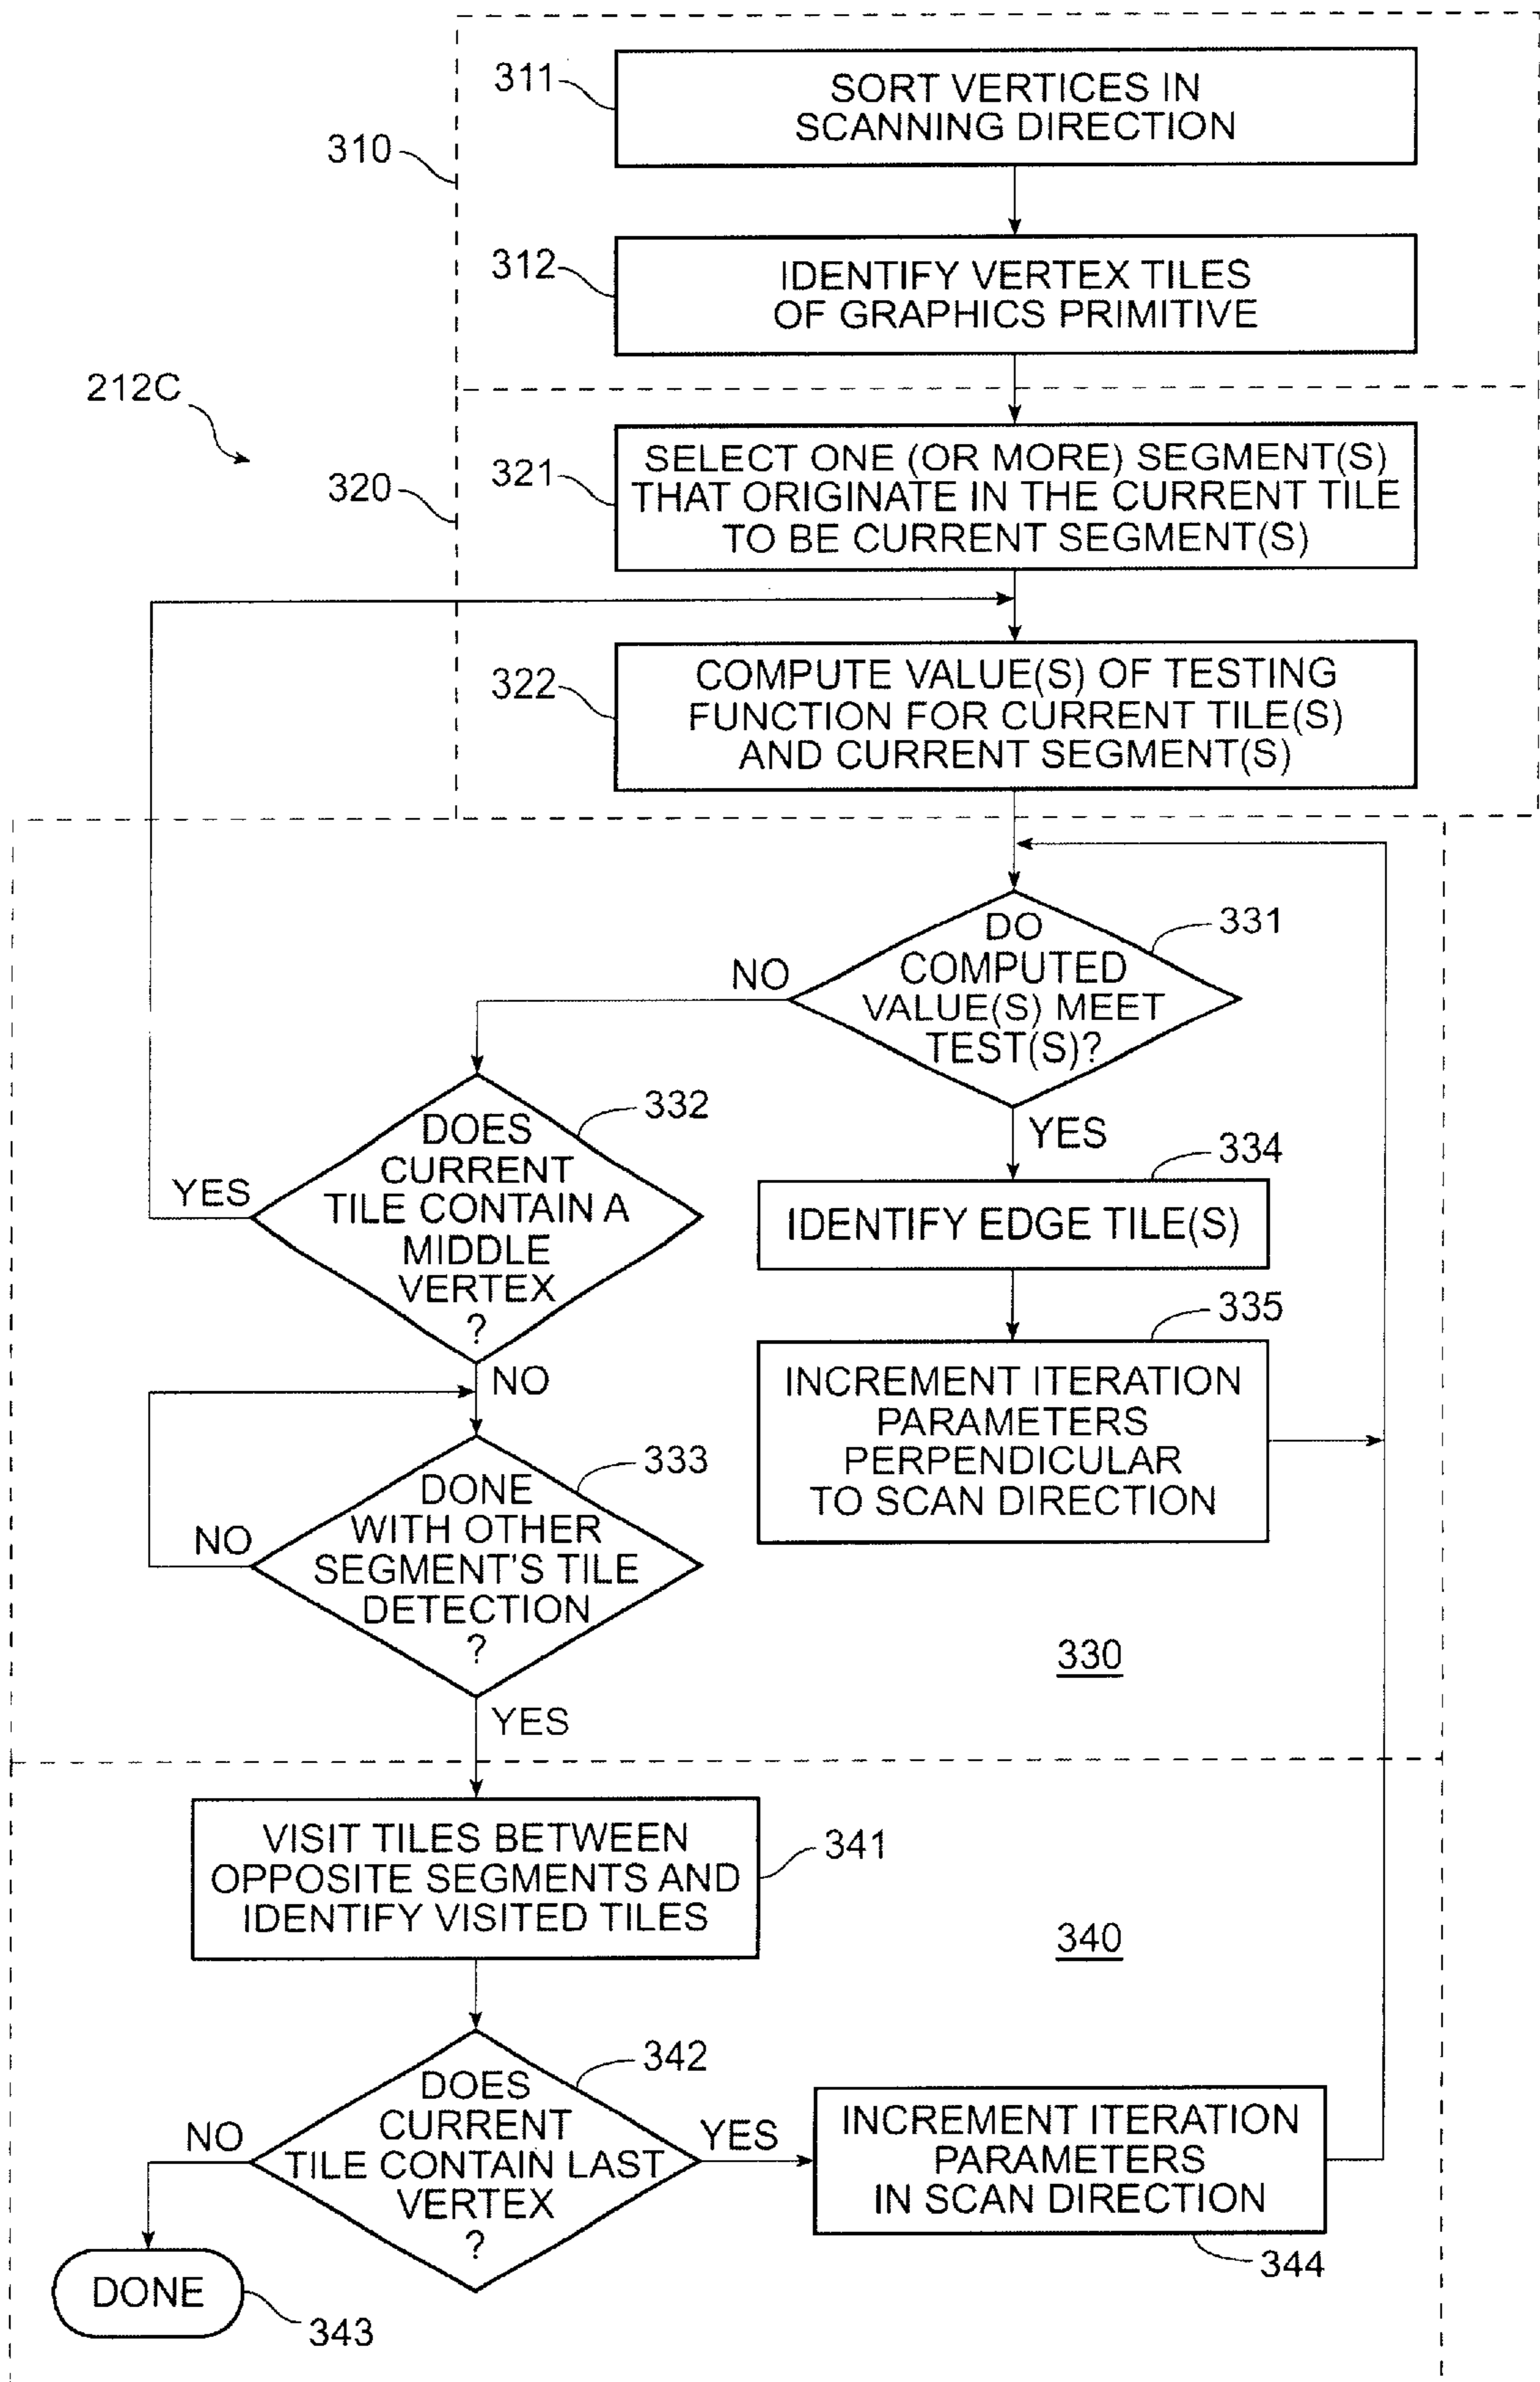 311
SORT VERTICES IN
SCANNING DIRECTION
310
312
IDENTIFY VERTEX TILES
OF GRAPHICS PRIMITIVE
212C
320
321
SELECT ONE (OR MORE) SEGMENT(S)
THAT ORIGINATE IN THE CURRENT TILE
TO BE CURRENT SEGMENT(S)
322
COMPUTE VALUE(S) OF TESTING
FUNCTION FOR CURRENT TILE(S)
AND CURRENT SEGMENT(S)
331
DO
COMPUTED
VALUE(S) MEET
TEST(S)?
NO
YES
332
DOES
CURRENT
TILE CONTAIN A
MIDDLE
VERTEX
?
YES
NO
334
IDENTIFY EDGE TILE(S)
335
INCREMENT ITERATION
PARAMETERS
PERPENDICULAR
TO SCAN DIRECTION
333
DONE
WITH OTHER
SEGMENT'S TILE
DETECTION
?
NO
YES
330
VISIT TILES BETWEEN
OPPOSITE SEGMENTS AND
IDENTIFY VISITED TILES
341
340
342
DOES
CURRENT
TILE CONTAIN LAST
VERTEX
?
NO
YES
INCREMENT ITERATION
PARAMETERS
IN SCAN DIRECTION
344
DONE
343